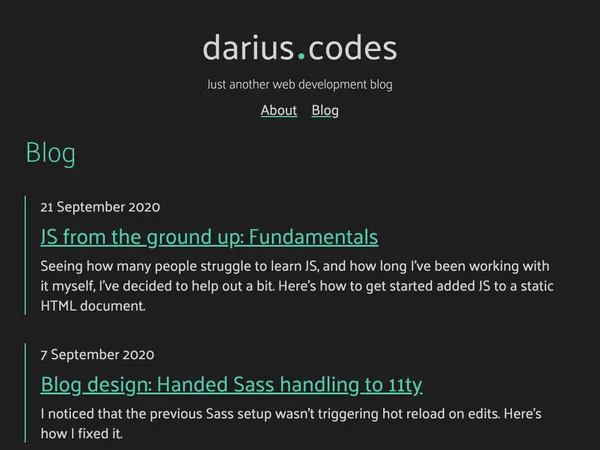 darius.codes
Just another web development blog
About Blog
Blog
21 September 2020
JS from the ground up: Fundamentals
Seeing how many people struggle to learn JS, and how long I've been working with
it myself, I've decided to help out a bit. Here's how to get started added JS to a static
HTML document.
7 September 2020
Blog design: Handed Sass handling to 11ty
I noticed that the previous Sass setup wasn't triggering hot reload on edits. Here's
how I fixed it.